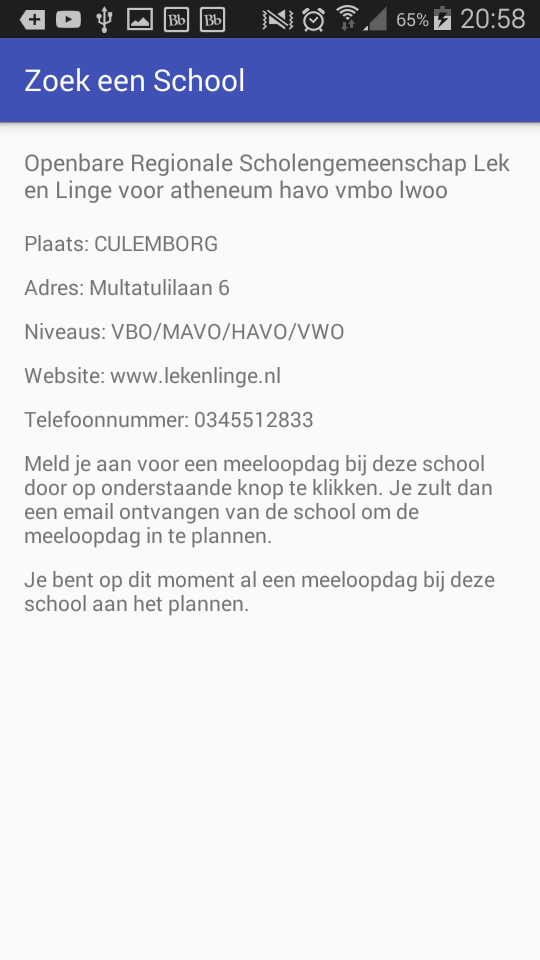 Bb Bb 65% 20:58
Zoek een School
Openbare Regionale Scholengemeenschap Lek
en Linge voor atheneum havo vmbo lwoo
Plaats: CULEMBORG
Adres: Multatulilaan 6
Niveaus: VBO/MAVO/HAVO/VWO
Website: www.lekenlinge.nl
Telefoonnummer: 0345512833
Meld je aan voor een meeloopdag bij deze school
door op onderstaande knop te klikken. Je zult dan
een email ontvangen van de school om de
meeloopdag in te plannen.
Je bent op dit moment al een meeloopdag bij deze
school aan het plannen.